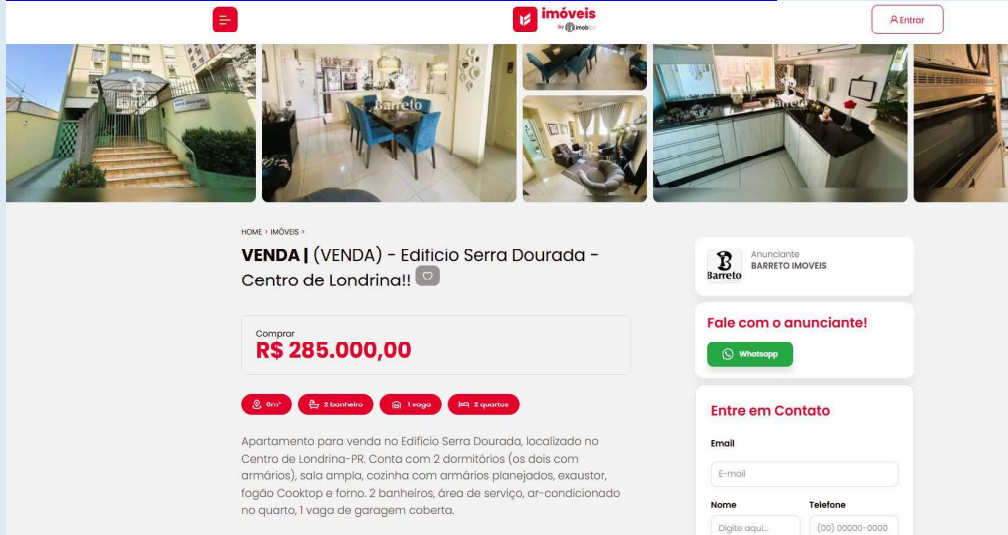 imóveis
by imob
Entrar
Barreto
Barreto
Barreto
HOME > IMÓVEIS >
VENDA | (VENDA) - Edificio Serra Dourada -
Centro de Londrina!!
Comprar
R$ 285.000,00
0m²
2 banheiro
1 vaga
2 quartos
Apartamento para venda no Edifício Serra Dourada, localizado no
Centro de Londrina-PR. Conta com 2 dormitórios (os dois com
armários), sala ampla, cozinha com armários planejados, exaustor,
fogão Cooktop e forno. 2 banheiros, área de serviço, ar-condicionado
no quarto, 1 vaga de garagem coberta.
Barreto
Anunciante
BARRETO IMOVEIS
Fale com o anunciante!
Whatsapp
Entre em Contato
Email
E-mail
Nome Telefone
Digite aqui... (00) 00000-0000